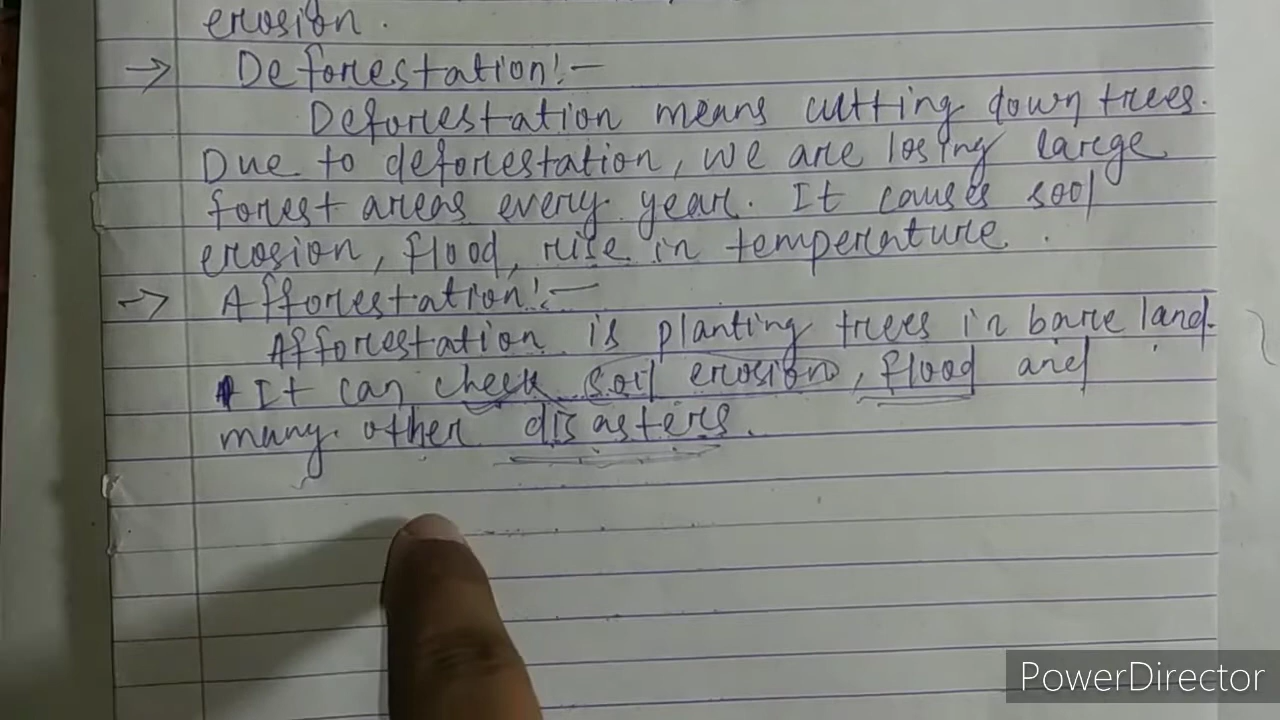 erosion.
→ Deforestation:-
Deforestation means cutting down trees.
Due to deforestation, we are losing large
forest areas every year. It causes sool
erosion, flood, rise in temperature.
→ Afforestation:-
Afforestation is planting trees in bare land.
It can check soil erosion, flood and
many other disasters.
PowerDirector